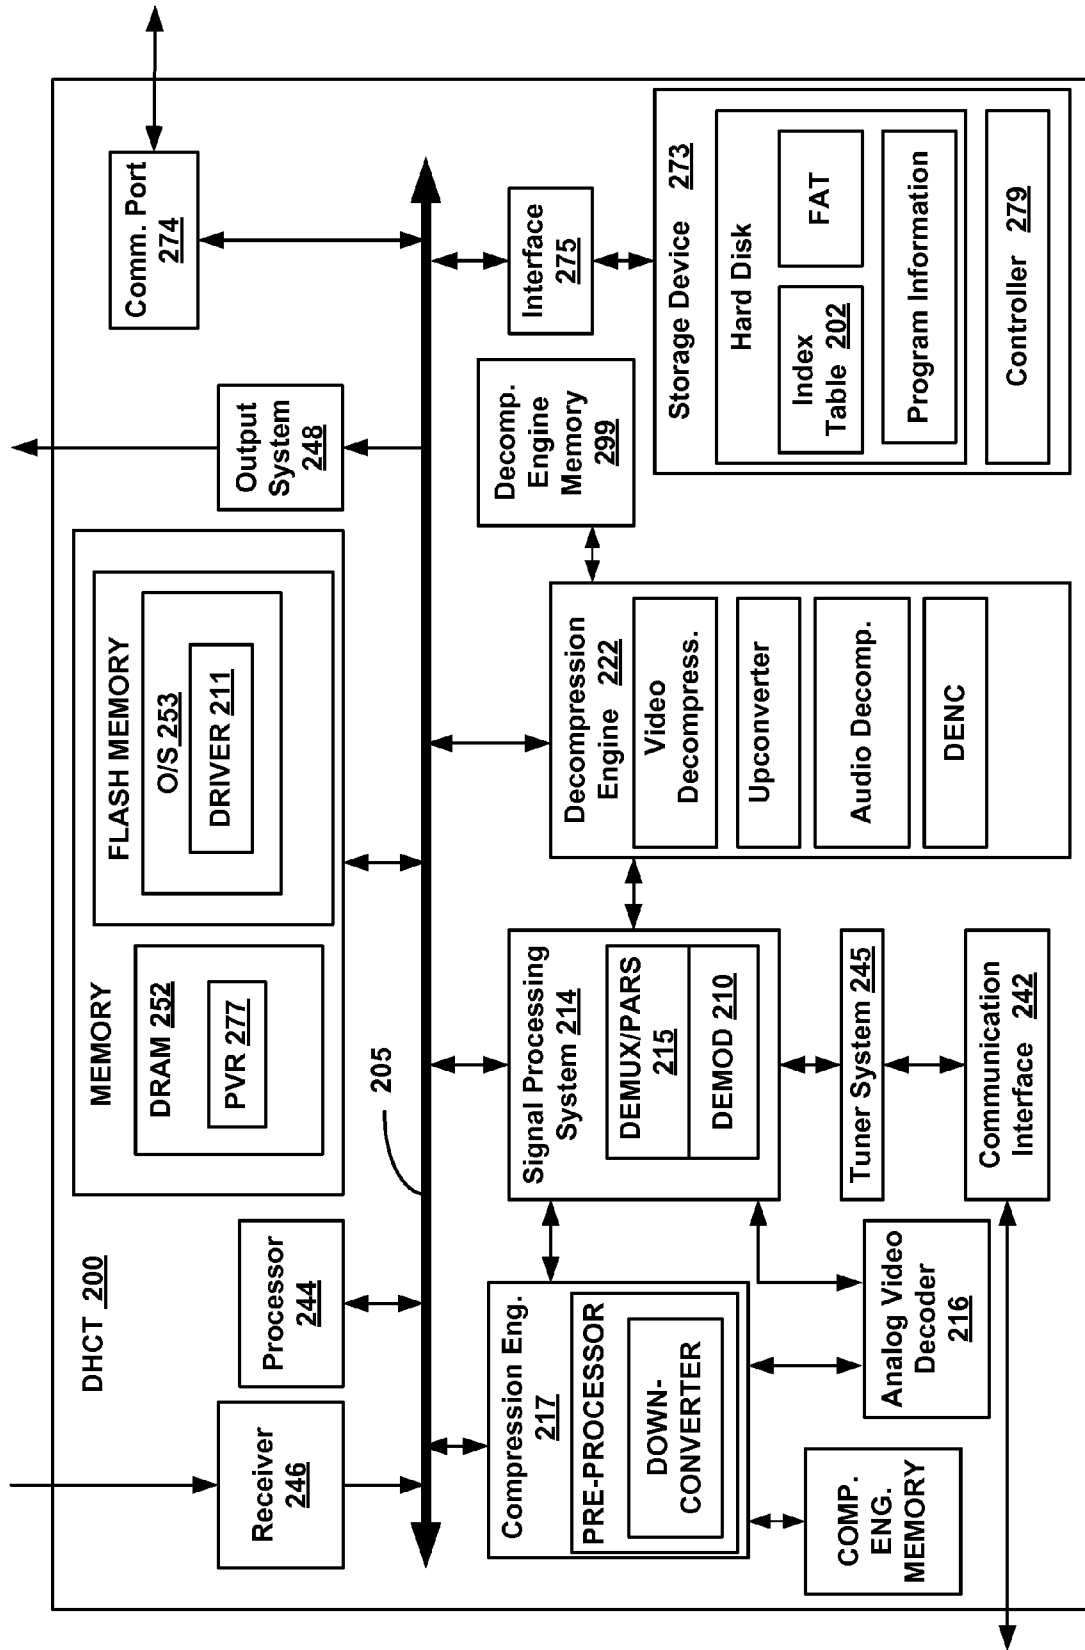 DHCT 200
Receiver
246
Processor
244
MEMORY
DRAM 252
PVR 277
FLASH MEMORY
O/S 253
DRIVER 211
Output
System
248
Comm. Port
274
205
Compression Eng.
217
PRE-PROCESSOR
DOWN-
CONVERTER
COMP.
ENG.
MEMORY
Analog Video
Decoder
216
Signal Processing
System 214
DEMUX/PARS
215
DEMOD 210
Tuner System 245
Communication
Interface 242
Decompression
Engine 222
Video
Decompress.
Upconverter
Audio Decomp.
DENC
Decomp.
Engine
Memory
299
Interface
275
Storage Device 273
Hard Disk
Index
Table 202
FAT
Program Information
Controller 279